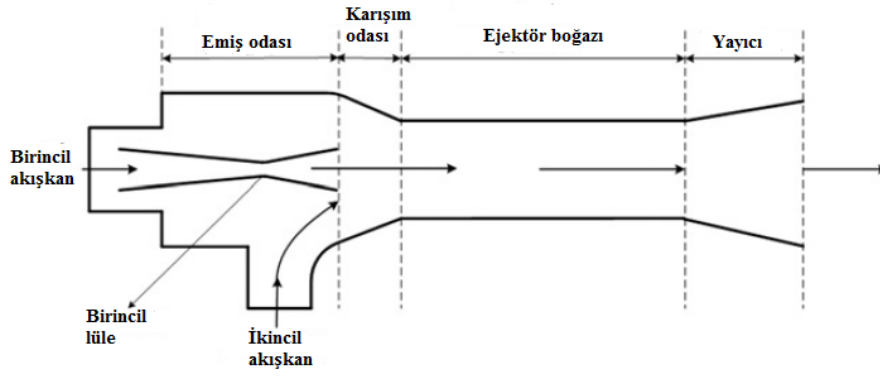 Emiş odası
Karışım
odası
Ejektör boğazı
Yayıcı
Birincil
akışkan
Birincil
lüle
İkincil
akışkan